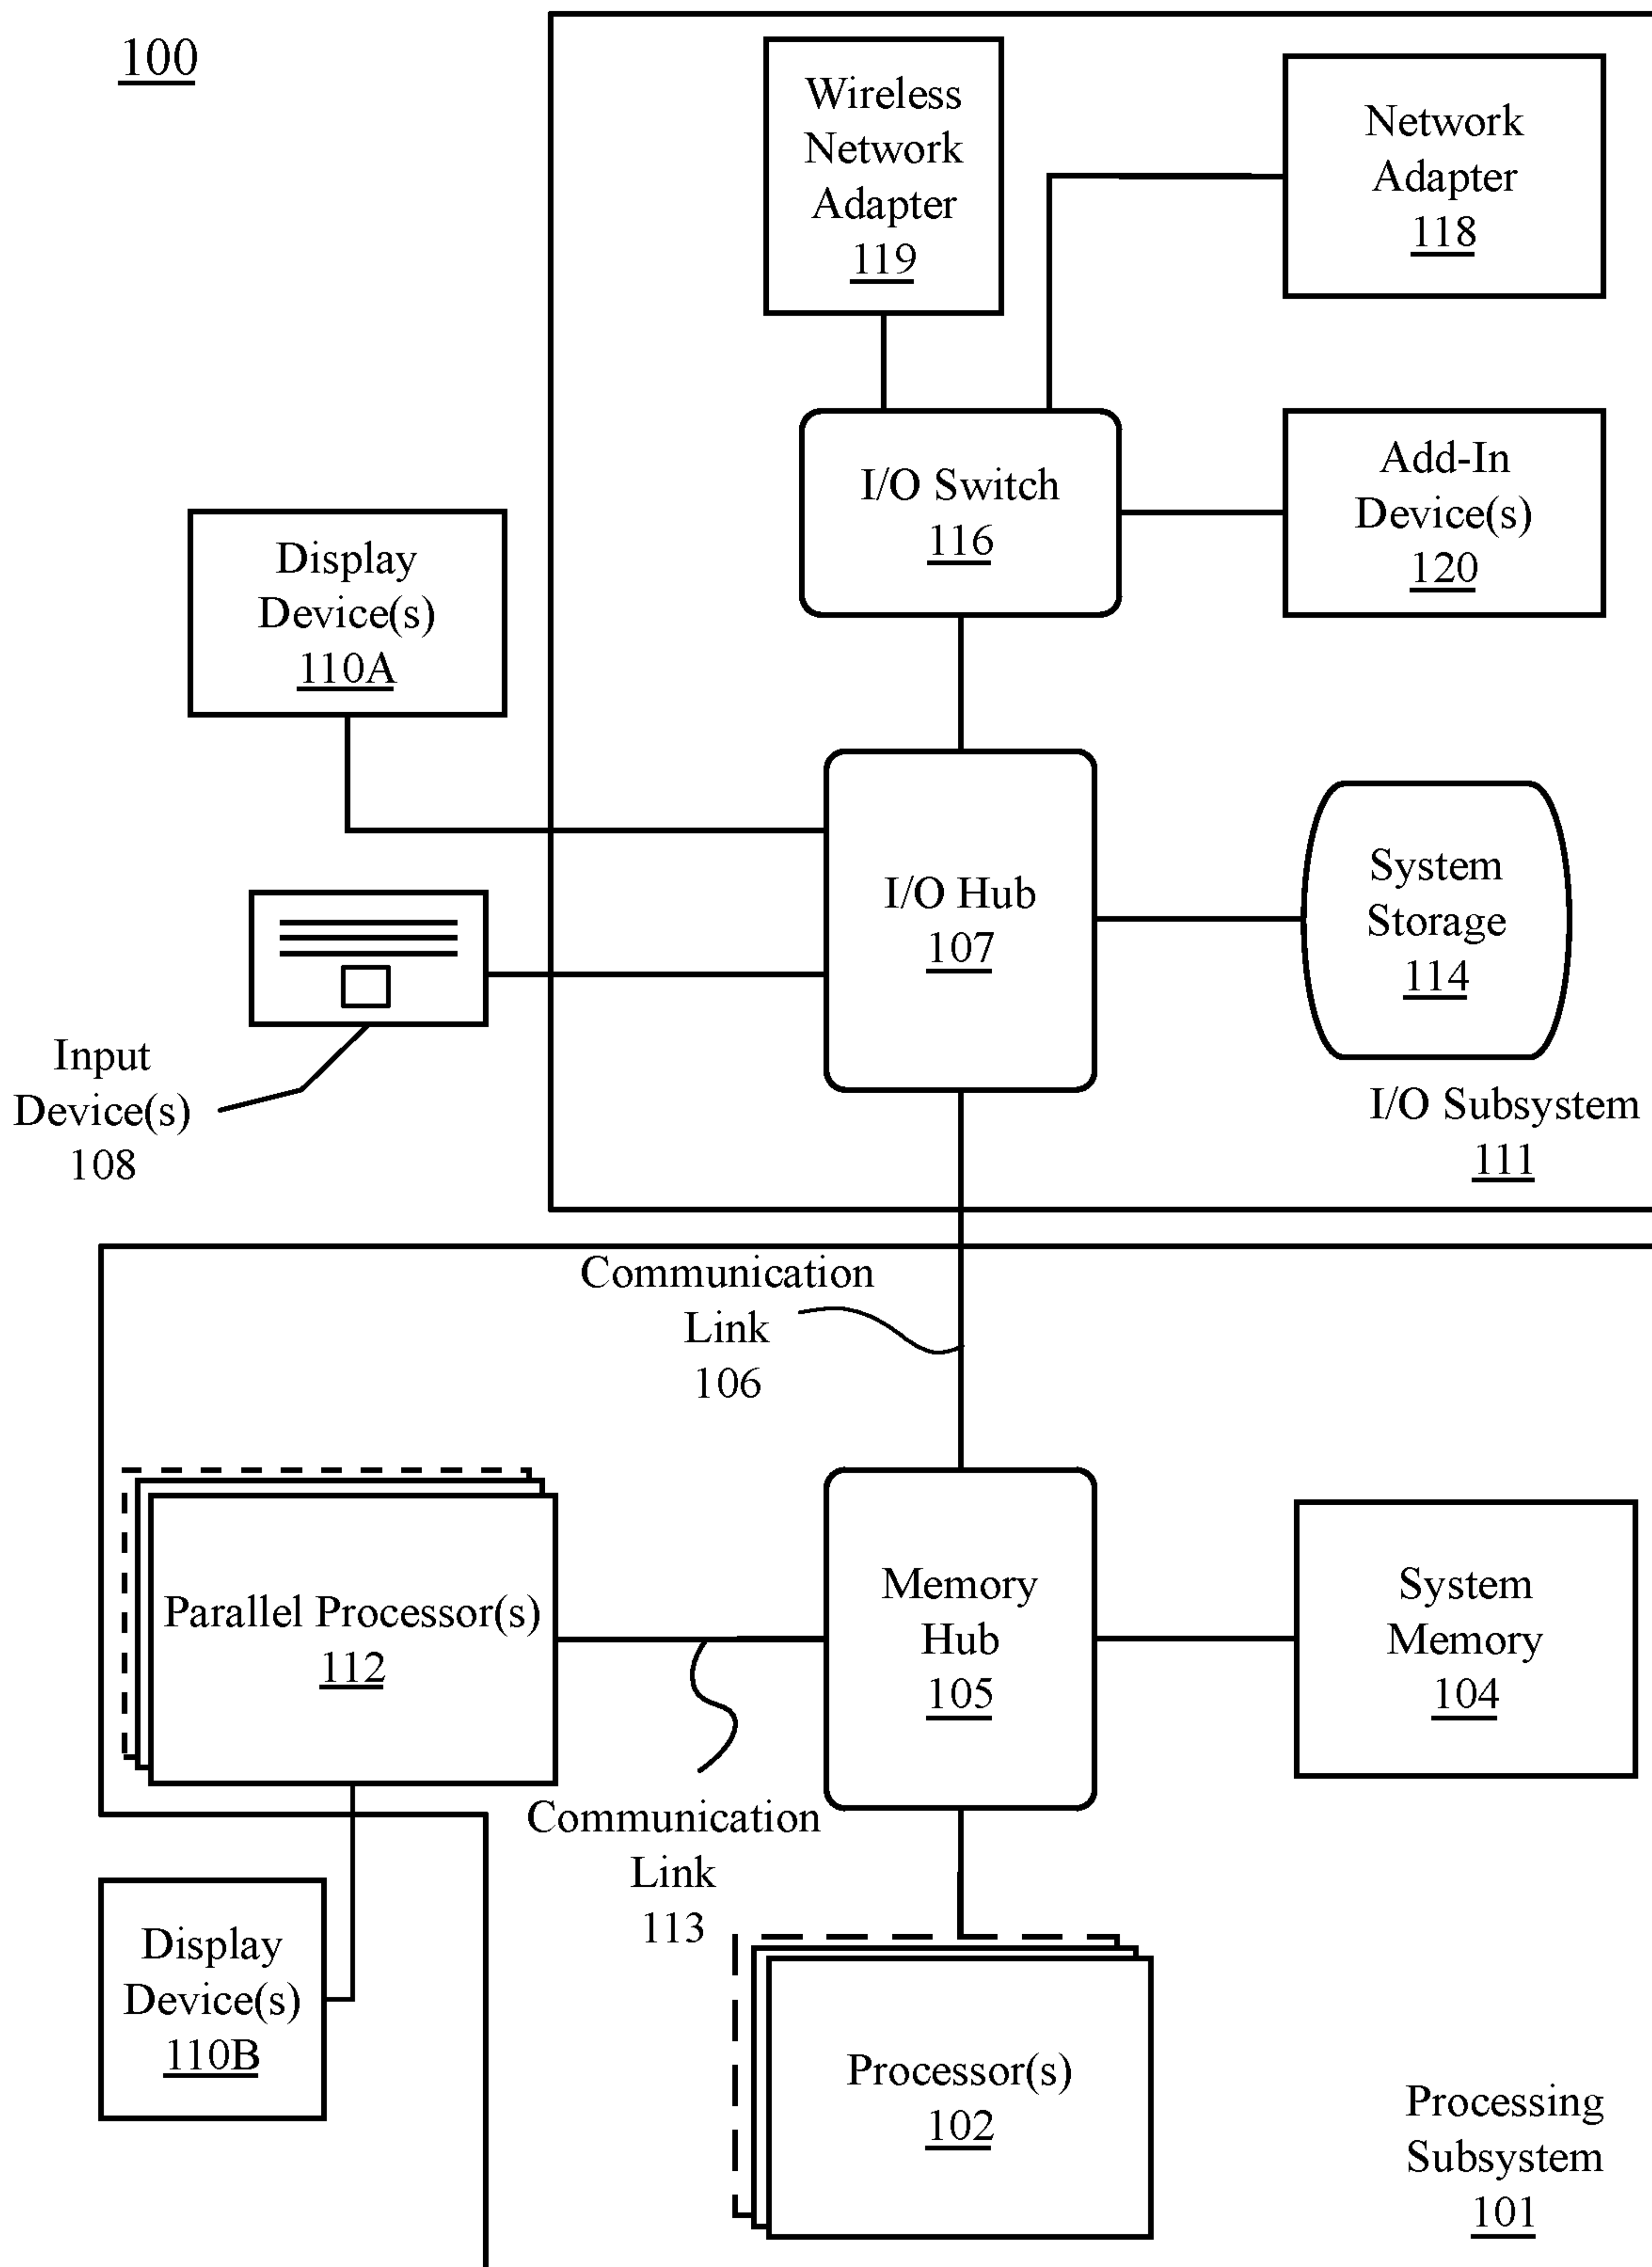 100
Wireless
Network
Adapter
119
Network
Adapter
118
I/O Switch
116
Add-In
Device(s)
120
Display
Device(s)
110A
I/O Hub
107
System
Storage
114
Input
Device(s)
108
I/O Subsystem
111
Communication
Link
106
Parallel Processor(s)
112
Memory
Hub
105
System
Memory
104
Communication
Link
113
Display
Device(s)
110B
Processor(s)
102
Processing
Subsystem
101